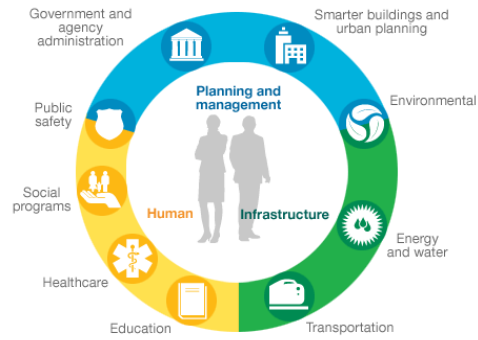 Government and
agency
administration
Smarter buildings and
urban planning
Planning and
management
Public
safety
Environmental
Social
programs
Human
Infrastructure
Energy
and water
Healthcare
Education
Transportation